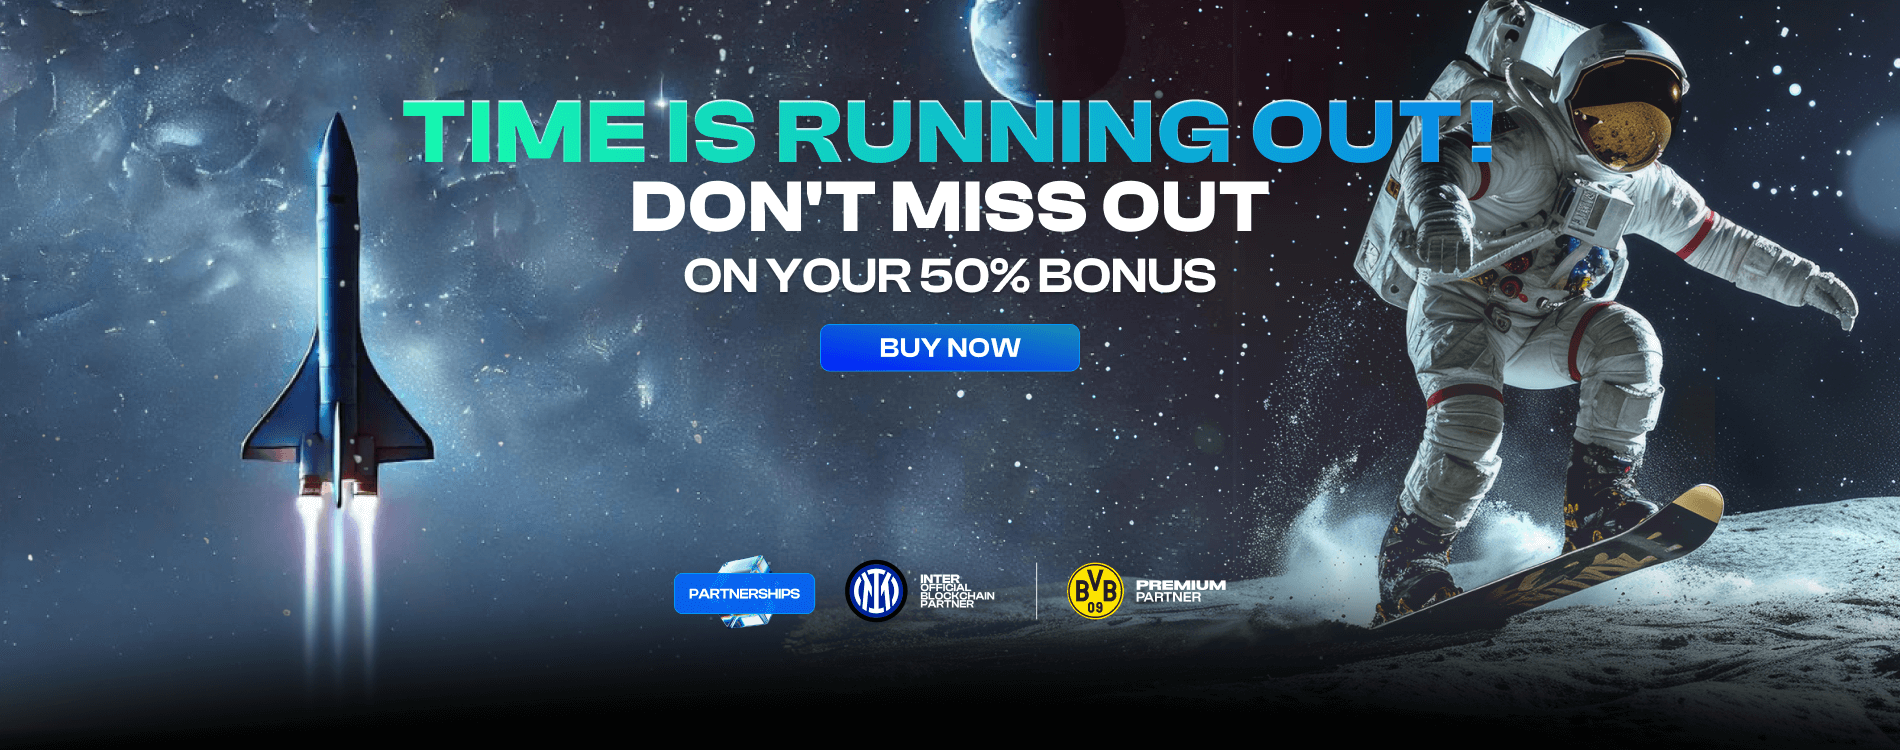 TIME IS RUNNING OUT!
DON'T MISS OUT
ON YOUR 50% BONUS
BUY NOW
PARTNERSHIPS
INTER
OFFICIAL
BLOCKCHAIN
PARTNER
BVB
09
PREMIUM
PARTNER